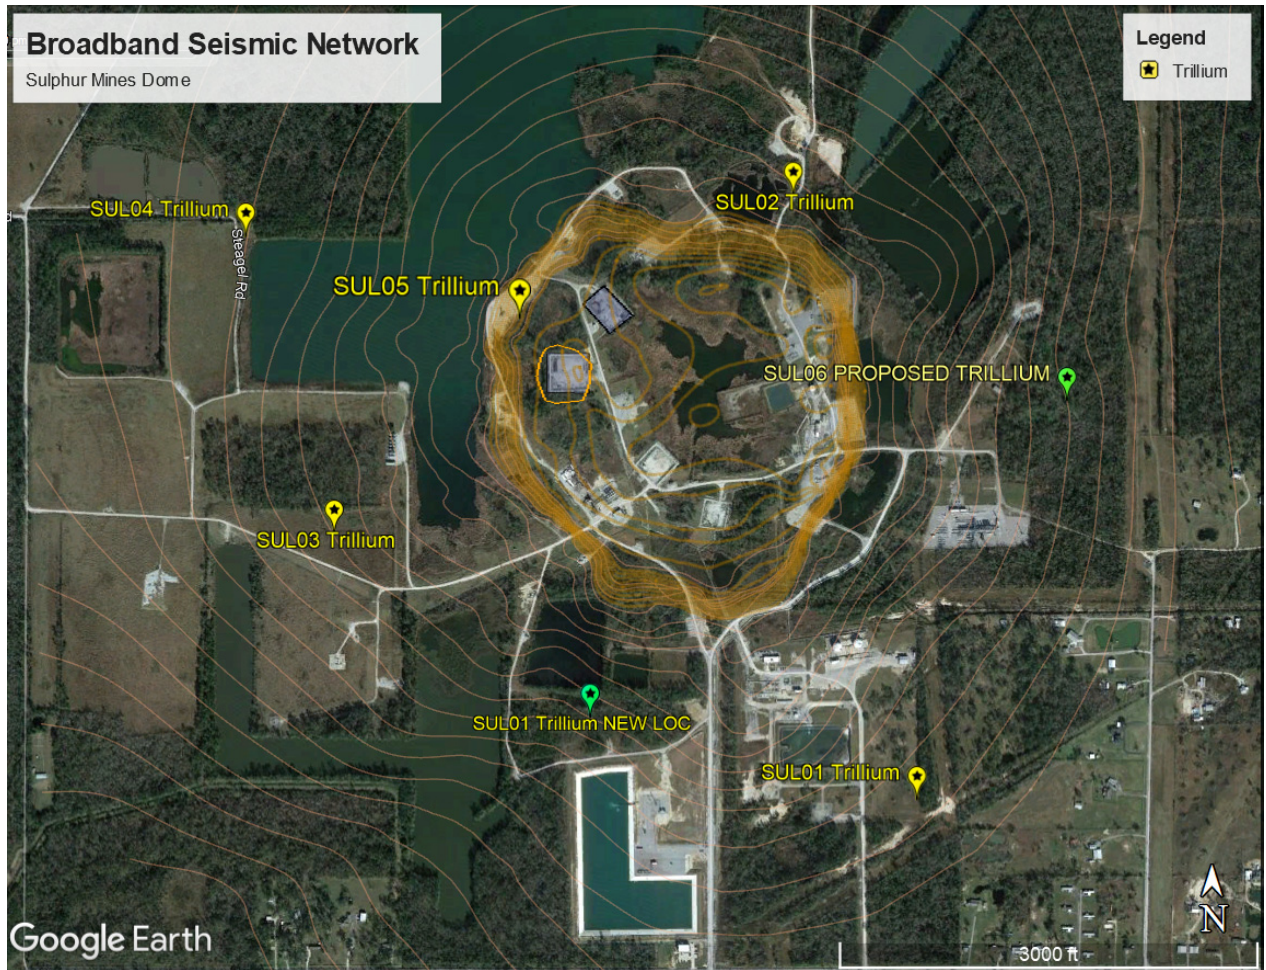 Broadband Seismic Network
Sulphur Mines Dome
Legend
Trillium
SUL02 Trillium
SUL04 Trillium
Steagel Rd
SUL05 Trillium
SUL06 PROPOSED TRILLIUM
SUL03 Trillium
SUL01 Trillium NEW LOC
SUL01 Trillium
N
Google Earth
3000 ft